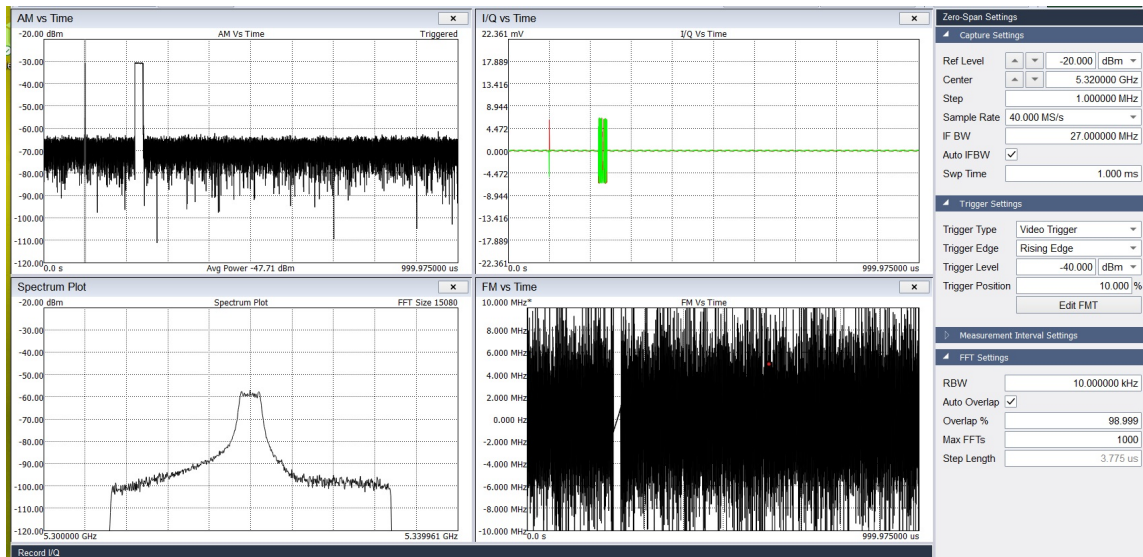 AM vs Time
-20.00 dBm AM Vs Time Triggered
-30.00
-40.00
-50.00
-60.00
-70.00
-80.00
-90.00
-100.00
-110.00
-120.00
0.0 s Avg Power -47.71 dBm 999.975000 us
I/Q Vs Time
22.361 mV I/Q Vs Time
17.889
13.416
8.944
4.472
0.000
-4.472
-8.944
-13.416
-17.889
-22.361
0.0 s 999.975000 us
Spectrum Plot
-20.00 dBm Spectrum Plot FFT Size 15080
-30.00
-40.00
-50.00
-60.00
-70.00
-80.00
-90.00
-100.00
-110.00
-120.00
5.300000 GHz 5.339961 GHz
FM vs Time
10.000 MHz* FM Vs Time
8.000 MHz
6.000 MHz
4.000 MHz
2.000 MHz
0.000 Hz
-2.000 MHz
-4.000 MHz
-6.000 MHz
-8.000 MHz
-10.000 MHz
0.0 s 999.975000 us
Record I/Q
Zero-Span Settings
Capture Settings
Ref Level -20.000 dBm
Center 5.320000 GHz
Step 1.000000 MHz
Sample Rate 40.000 MS/s
IF BW 27.000000 MHz
Auto IFBW
Swp Time 1.000 ms
Trigger Settings
Trigger Type Video Trigger
Trigger Edge Rising Edge
Trigger Level -40.000 dBm
Trigger Position 10.000 %
Edit FMT
Measurement Interval Settings
FFT Settings
RBW 10.000000 kHz
Auto Overlap
Overlap % 98.999
Max FFTs 1000
Step Length 3.775 us